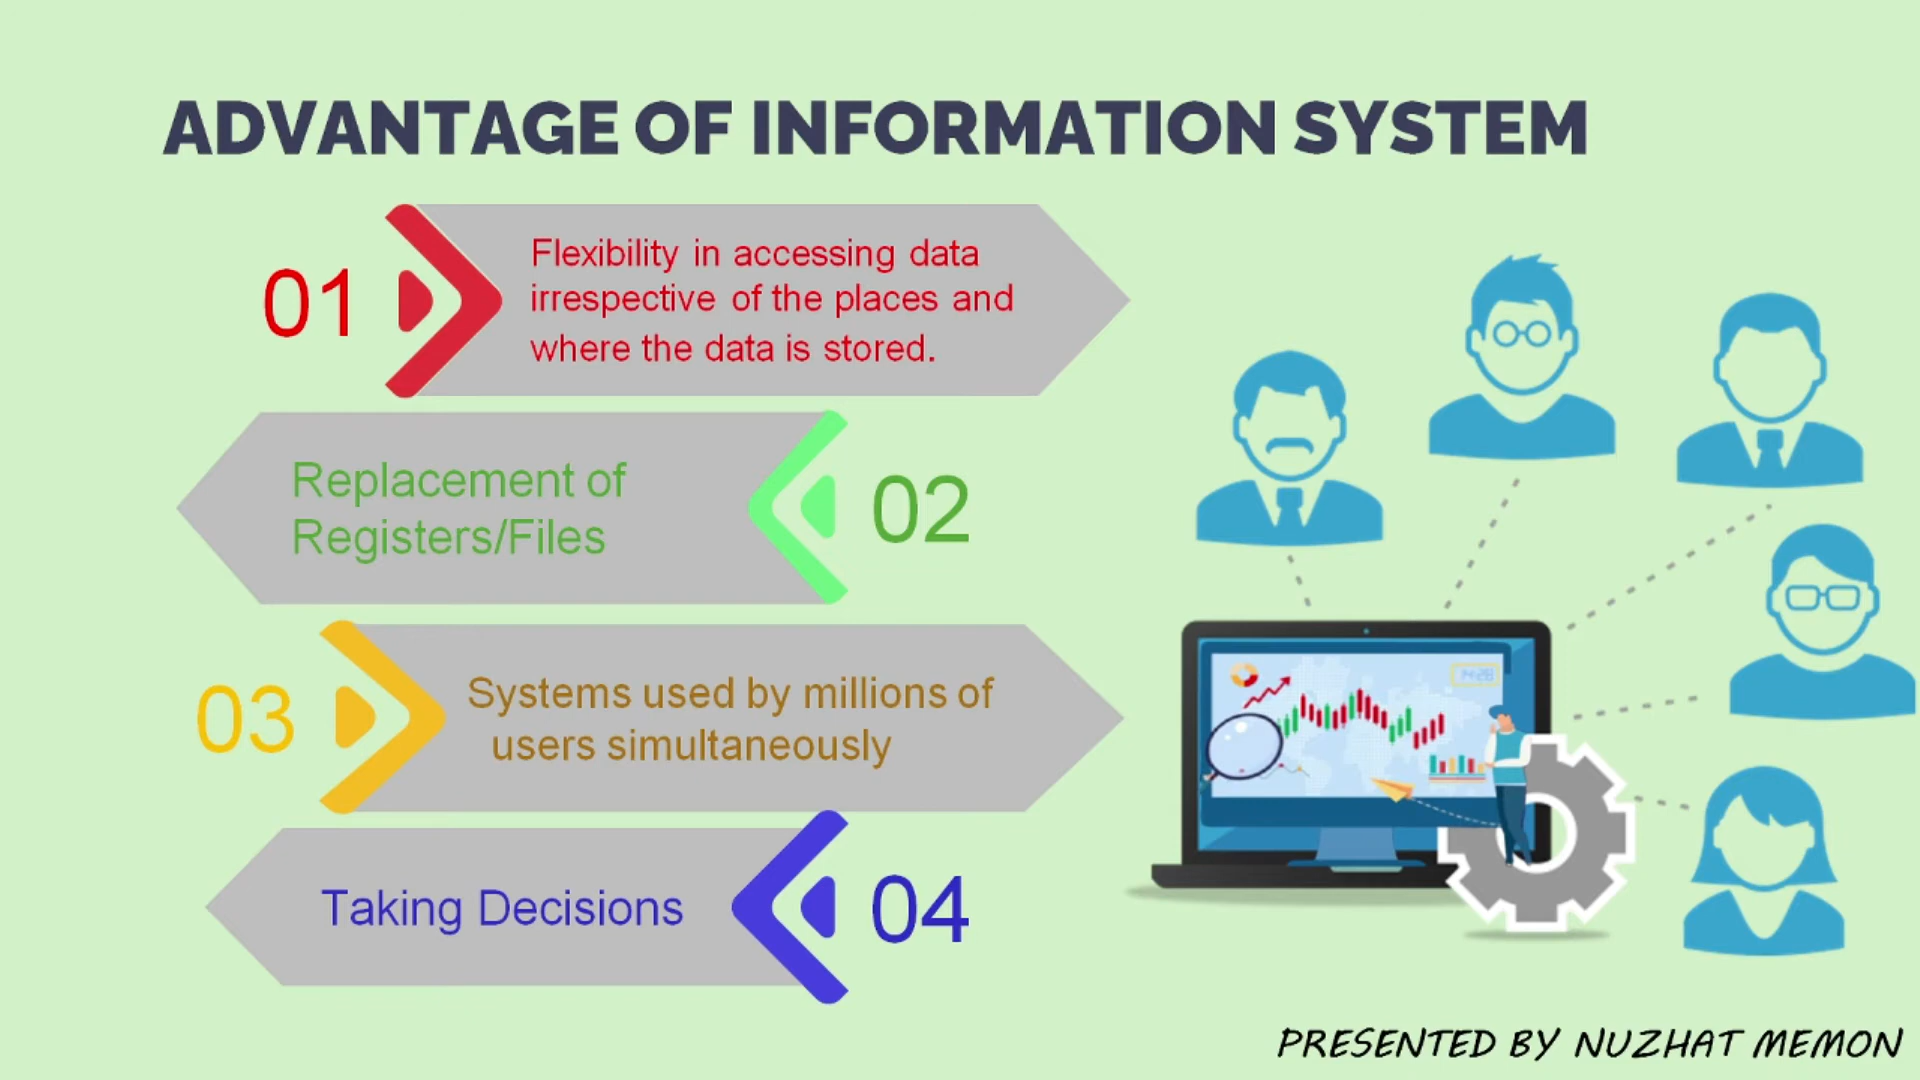 ADVANTAGE OF INFORMATION SYSTEM
01
Flexibility in accessing data
irrespective of the places and
where the data is stored.
Replacement of
Registers/Files
02
03
Systems used by millions of
users simultaneously
Taking Decisions
04
PRESENTED BY NUZHAT MEMON